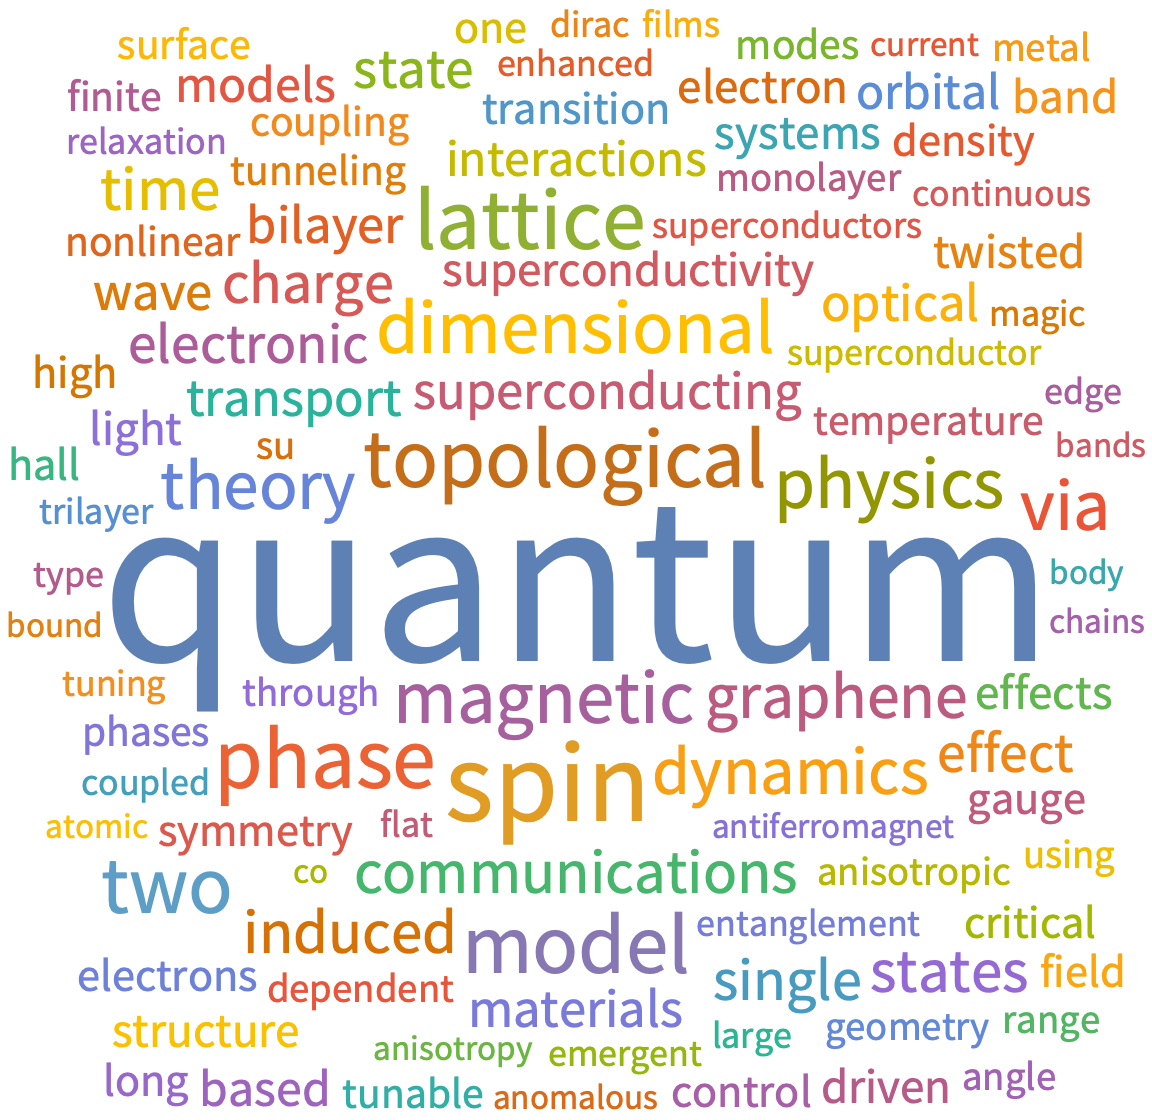 one dirac films
surface state enhanced modes current metal
finite models transition electron orbital band
relaxation coupling interactions systems density
time tunneling monolayer continuous
nonlinear bilayer lattice superconductors twisted
wave charge superconductivity optical magic
electronic dimensional superconductor
high transport superconducting temperature edge
light su topological bands
hall theory physics via
trilayer
type quantum body
bound chains
tuning through magnetic graphene effects
phases phase spin dynamics effect
coupled gauge
atomic symmetry flat antiferromagnet
two co communications anisotropic using
induced model entanglement critical
electrons dependent materials single states field
structure anisotropy emergent large geometry range
long based tunable anomalous control driven angle